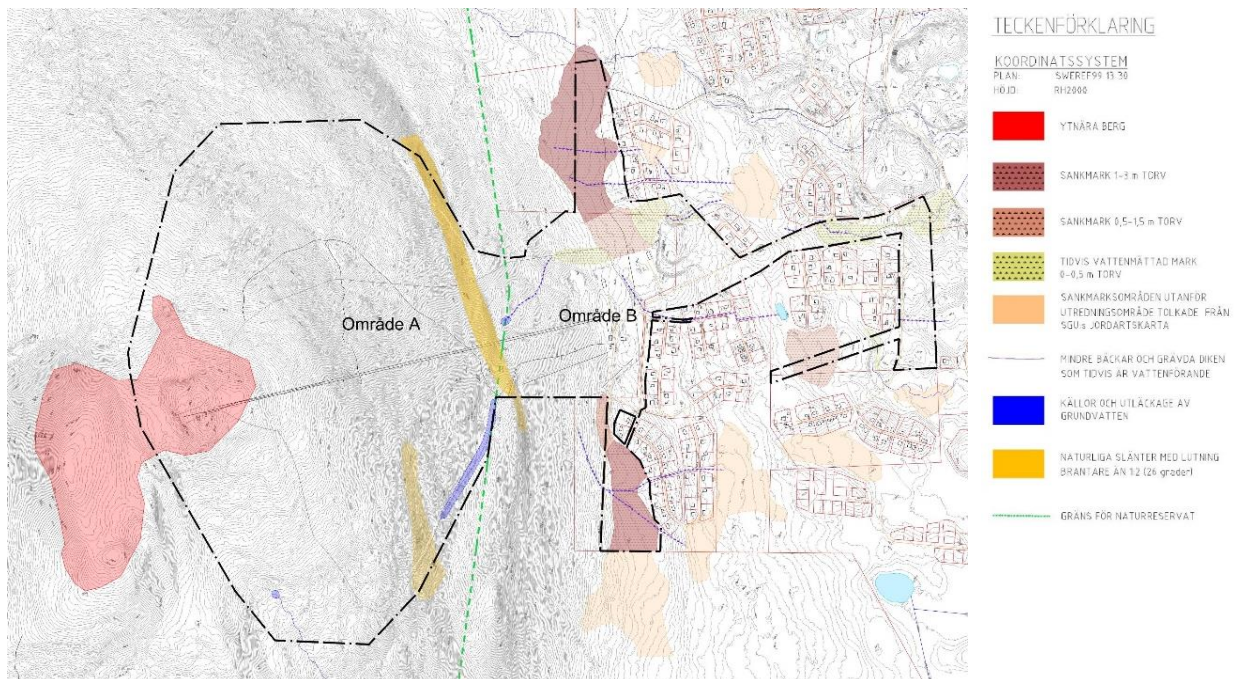 Område A
Område B
TECKENFÖRKLARING
KOORDINATSYSTEM
PLAN: SWEREF99 13 30
HÖJD: RH2000
YTNÄRA BERG
SANKMARK 1-3 m TORV
SANKMARK 0,5-1,5 m TORV
TIDVIS VATTENMÄTTAD MARK
0-0,5 m TORV
SANKMARKSOMRÅDEN UTANFÖR
UTREDNINGSOMRÅDE TOLKADE FRÅN
SGU:s JORDARTSKARTA
MINDRE BÄCKAR OCH GRÄVDA DIKEN
SOM TIDVIS ÄR VATTENFÖRANDE
KÄLLOR OCH UTLÄCKAGE AV
GRUNDVATTEN
NATURLIGA SLÄNTER MED LUTNING
BRANTARE ÄN 1:2 (26 grader)
GRÄNS FÖR NATURRESERVAT